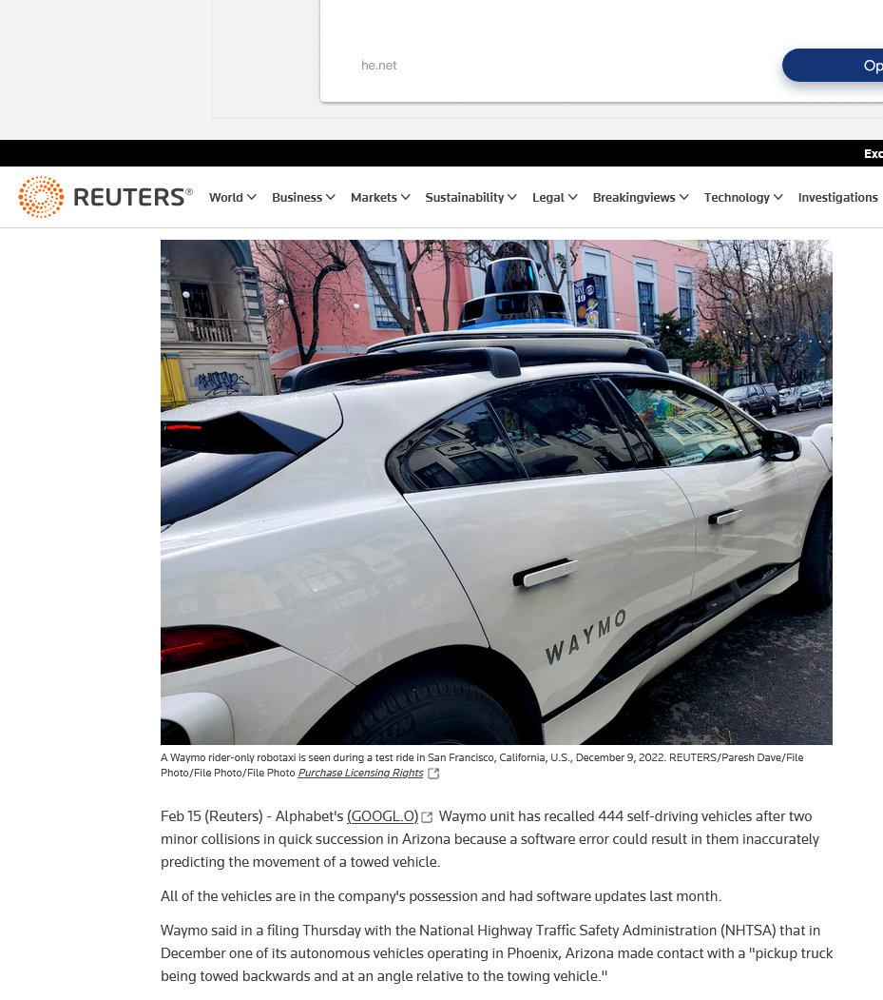 he.net
Op
Exc
REUTERS®
World Business Markets Sustainability Legal Breakingviews Technology Investigations
WAYMO
A Waymo rider-only robotaxi is seen during a test ride in San Francisco, California, U.S., December 9, 2022. REUTERS/Paresh Dave/File
Photo/File Photo/File Photo Purchase Licensing Rights
Feb 15 (Reuters) - Alphabet's (GOOGL.O) Waymo unit has recalled 444 self-driving vehicles after two
minor collisions in quick succession in Arizona because a software error could result in them inaccurately
predicting the movement of a towed vehicle.
All of the vehicles are in the company's possession and had software updates last month.
Waymo said in a filing Thursday with the National Highway Traffic Safety Administration (NHTSA) that in
December one of its autonomous vehicles operating in Phoenix, Arizona made contact with a "pickup truck
being towed backwards and at an angle relative to the towing vehicle."